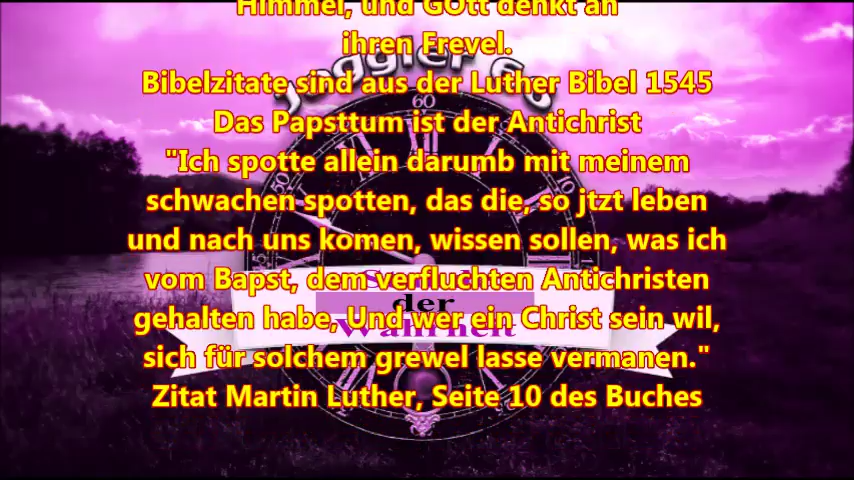 Himmel, und GOtt denkt an
ihren Frevel.
Bibelzitate sind aus der Luther Bibel 1545
60
Das Papsttum ist der Antichrist
"Ich spotte allein darumb mit meinem
schwachen spotten, das die, so jtzt leben
und nach uns komen, wissen sollen, was ich
vom Bapst, dem verfluchten Antichristen
der
gehalten habe, Und wer ein Christ sein wil,
sich für solchem grewel lasse vermanen."
Zitat Martin Luther, Seite 10 des Buches